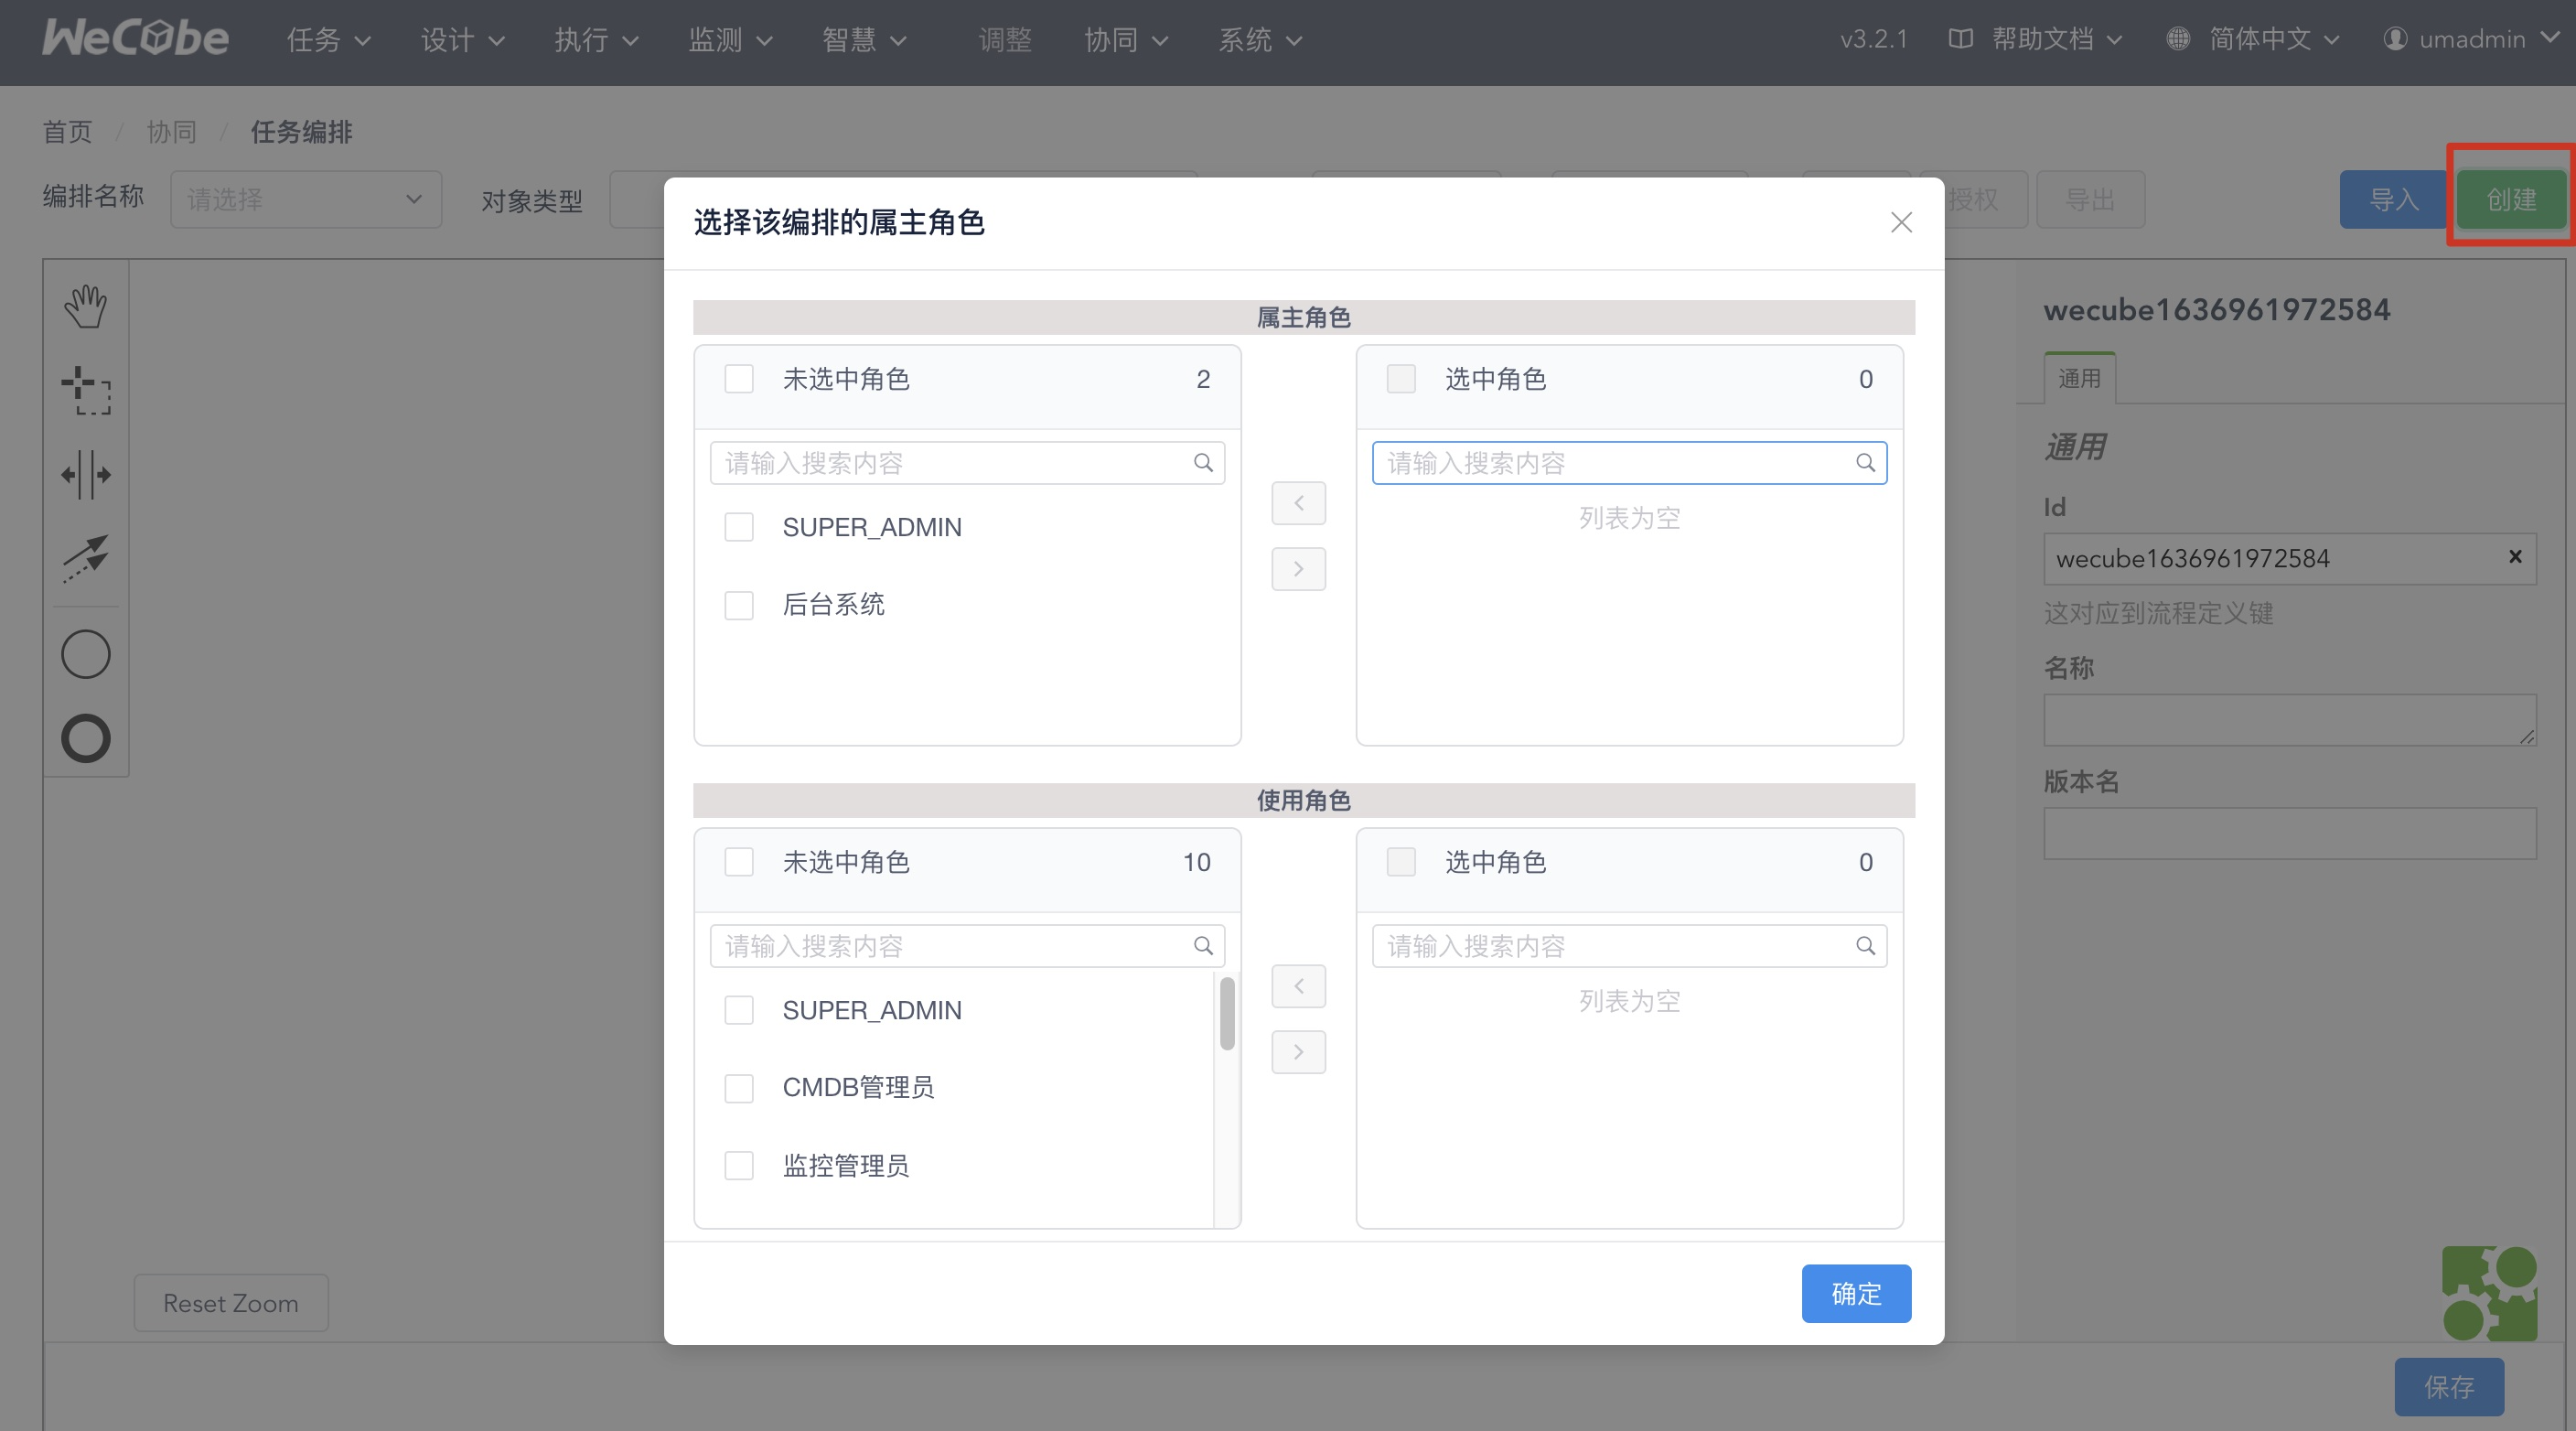 WeCube 任务 设计 执行 监测 智慧 调整 协同 系统 v3.2.1 帮助文档 简体中文 umadmin
首页 / 协同 / 任务编排
编排名称 请选择 对象类型 授权 导出 导入 创建
选择该编排的属主角色
属主角色
未选中角色 2 选中角色 0
请输入搜索内容 请输入搜索内容
列表为空
SUPER_ADMIN
后台系统
使用角色
未选中角色 10 选中角色 0
请输入搜索内容 请输入搜索内容
列表为空
SUPER_ADMIN
CMDB管理员
监控管理员
确定
wecube1636961972584
通用
通用
Id
wecube1636961972584
这对应到流程定义键
名称
版本名
Reset Zoom
保存